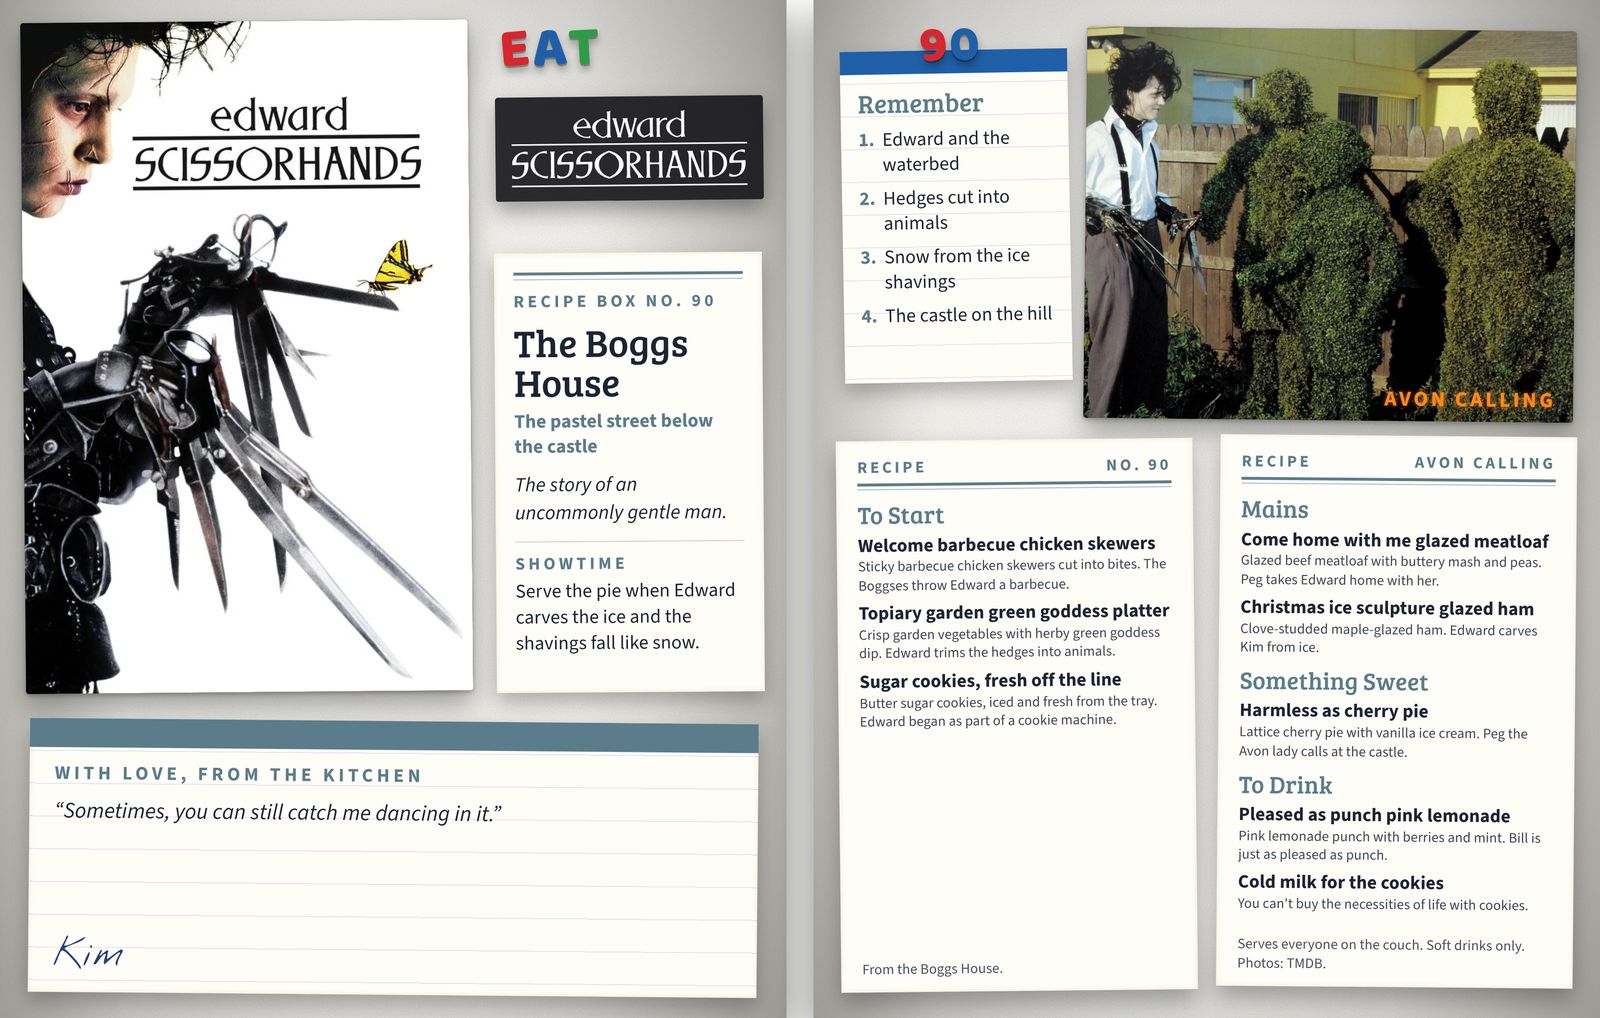 edward
SCISSORHANDS
EAT
edward
SCISSORHANDS
RECIPE BOX NO. 90
The Boggs
House
The pastel street below
the castle
The story of an
uncommonly gentle man.
SHOWTIME
Serve the pie when Edward
carves the ice and the
shavings fall like snow.
WITH LOVE, FROM THE KITCHEN
“Sometimes, you can still catch me dancing in it.”
Kim
90
Remember
1. Edward and the
waterbed
2. Hedges cut into
animals
3. Snow from the ice
shavings
4. The castle on the hill
AVON CALLING
RECIPE NO. 90
To Start
Welcome barbecue chicken skewers
Sticky barbecue chicken skewers cut into bites. The
Boggses throw Edward a barbecue.
Topiary garden green goddess platter
Crisp garden vegetables with herby green goddess
dip. Edward trims the hedges into animals.
Sugar cookies, fresh off the line
Butter sugar cookies, iced and fresh from the tray.
Edward began as part of a cookie machine.
From the Boggs House.
RECIPE AVON CALLING
Mains
Come home with me glazed meatloaf
Glazed beef meatloaf with buttery mash and peas.
Peg takes Edward home with her.
Christmas ice sculpture glazed ham
Clove-studded maple-glazed ham. Edward carves
Kim from ice.
Something Sweet
Harmless as cherry pie
Lattice cherry pie with vanilla ice cream. Peg the
Avon lady calls at the castle.
To Drink
Pleased as punch pink lemonade
Pink lemonade punch with berries and mint. Bill is
just as pleased as punch.
Cold milk for the cookies
You can't buy the necessities of life with cookies.
Serves everyone on the couch. Soft drinks only.
Photos: TMDB.